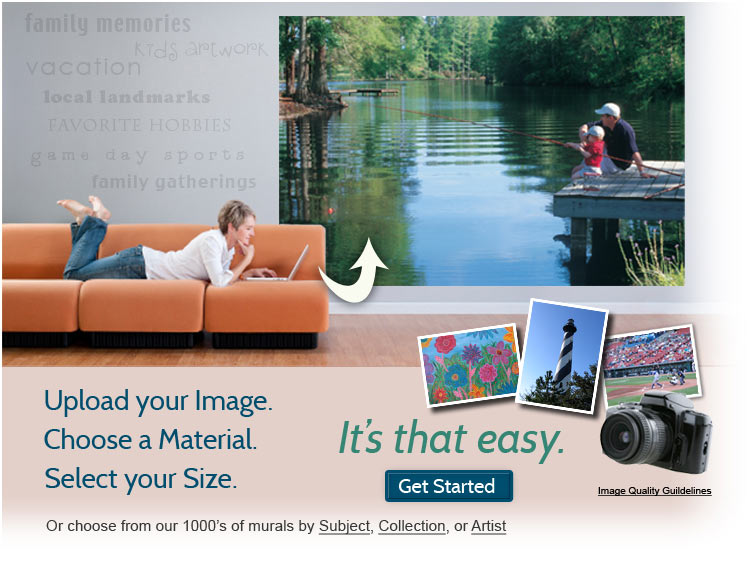 family memories
kids artwork
vacation
local landmarks
FAVORITE HOBBIES
game day sports
family gatherings
Upload your Image.
Choose a Material.
Select your Size.
It's that easy.
Get Started
Image Quality Guildelines
Or choose from our 1000's of murals by Subject, Collection, or Artist